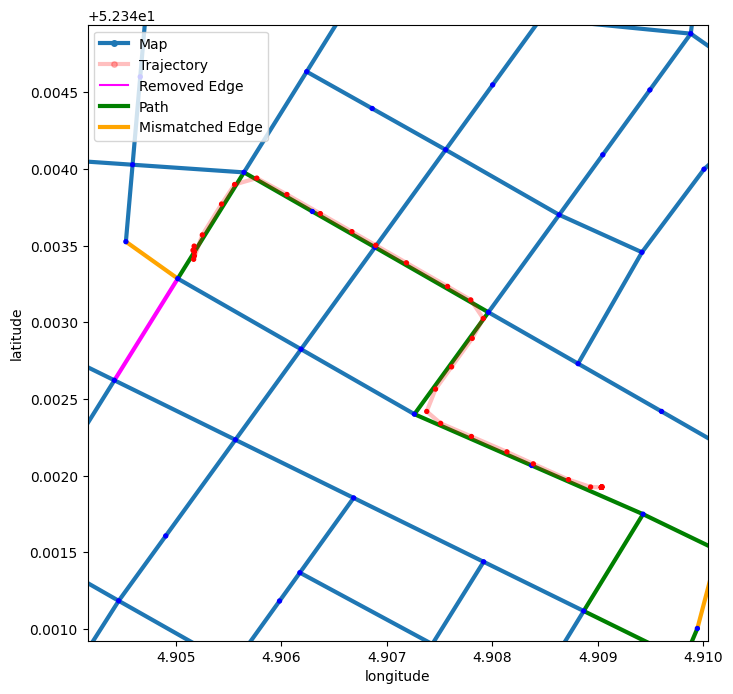 +5.234e1
Map
Trajectory
Removed Edge
Path
Mismatched Edge
0.0045
0.0040
0.0035
0.0030
0.0025
0.0020
0.0015
0.0010
latitude
4.905
4.906
4.907
4.908
4.909
4.910
longitude